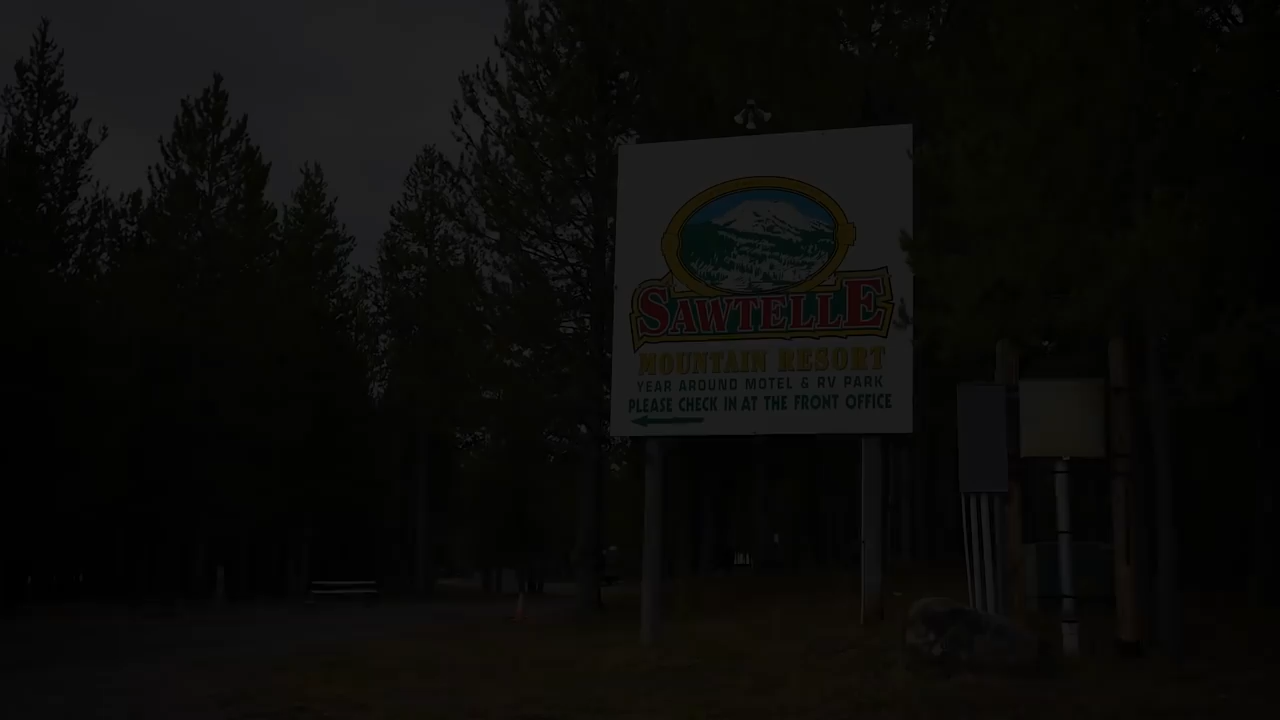 SAWTELLE
MOUNTAIN RESORT
YEAR AROUND MOTEL & RV PARK
PLEASE CHECK IN AT THE FRONT OFFICE